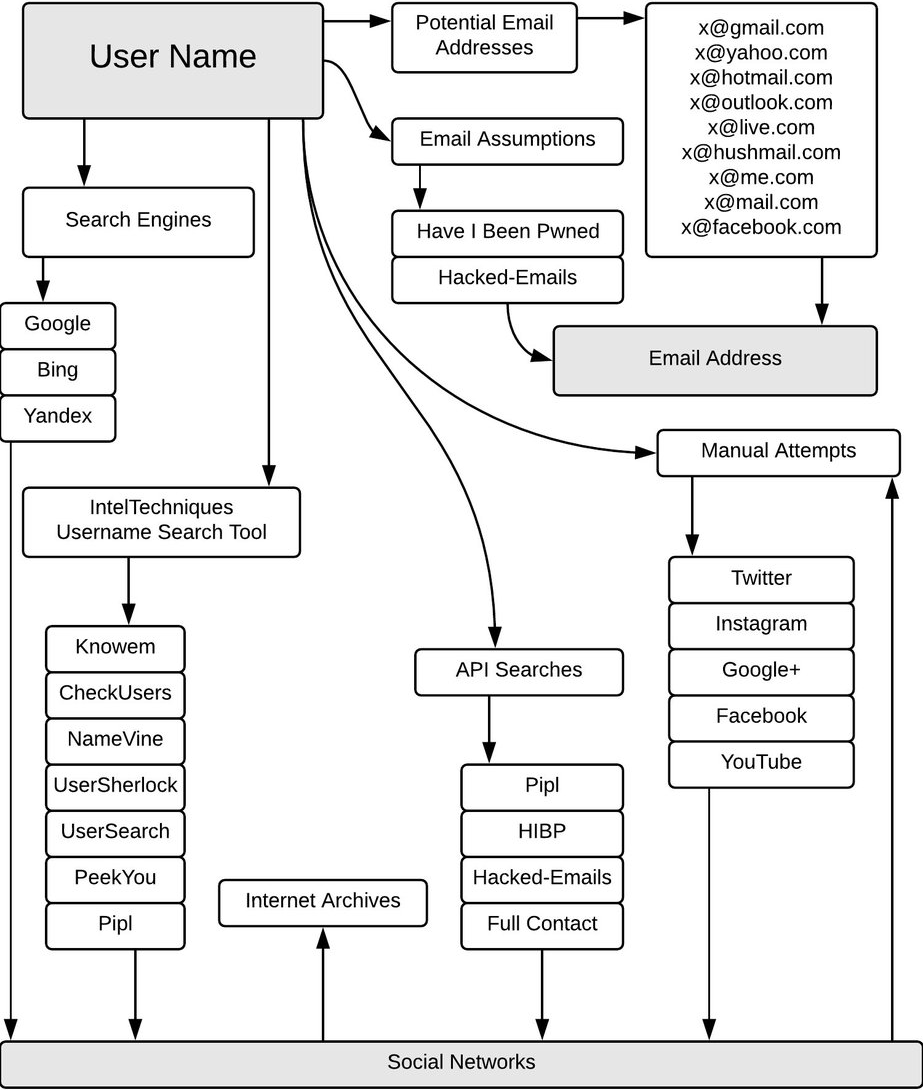 User Name
Potential Email
Addresses
x@gmail.com
x@yahoo.com
x@hotmail.com
x@outlook.com
x@live.com
x@hushmail.com
x@me.com
x@mail.com
x@facebook.com
Email Assumptions
Have I Been Pwned
Hacked-Emails
Email Address
Search Engines
Google
Bing
Yandex
IntelTechniques
Username Search Tool
Knowem
CheckUsers
NameVine
UserSherlock
UserSearch
PeekYou
Pipl
Internet Archives
API Searches
Pipl
HIBP
Hacked-Emails
Full Contact
Manual Attempts
Twitter
Instagram
Google+
Facebook
YouTube
Social Networks